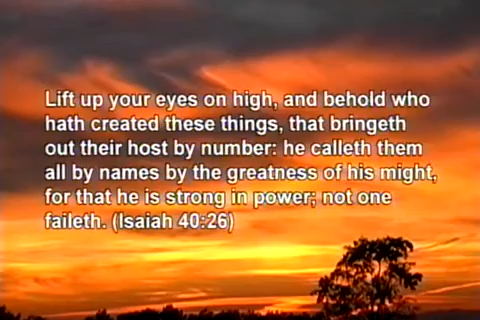 Lift up your eyes on high, and behold who
hath created these things, that bringeth
out their host by number: he calleth them
all by names by the greatness of his might,
for that he is strong in power; not one
faileth. (Isaiah 40:26)